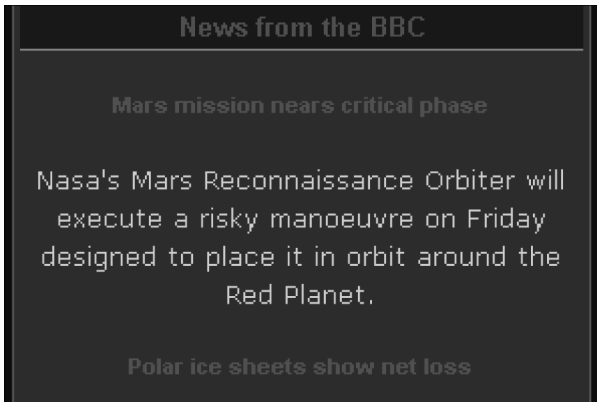 News from the BBC
Mars mission nears critical phase
Nasa's Mars Reconnaissance Orbiter will
execute a risky manoeuvre on Friday
designed to place it in orbit around the
Red Planet.
Polar ice sheets show net loss